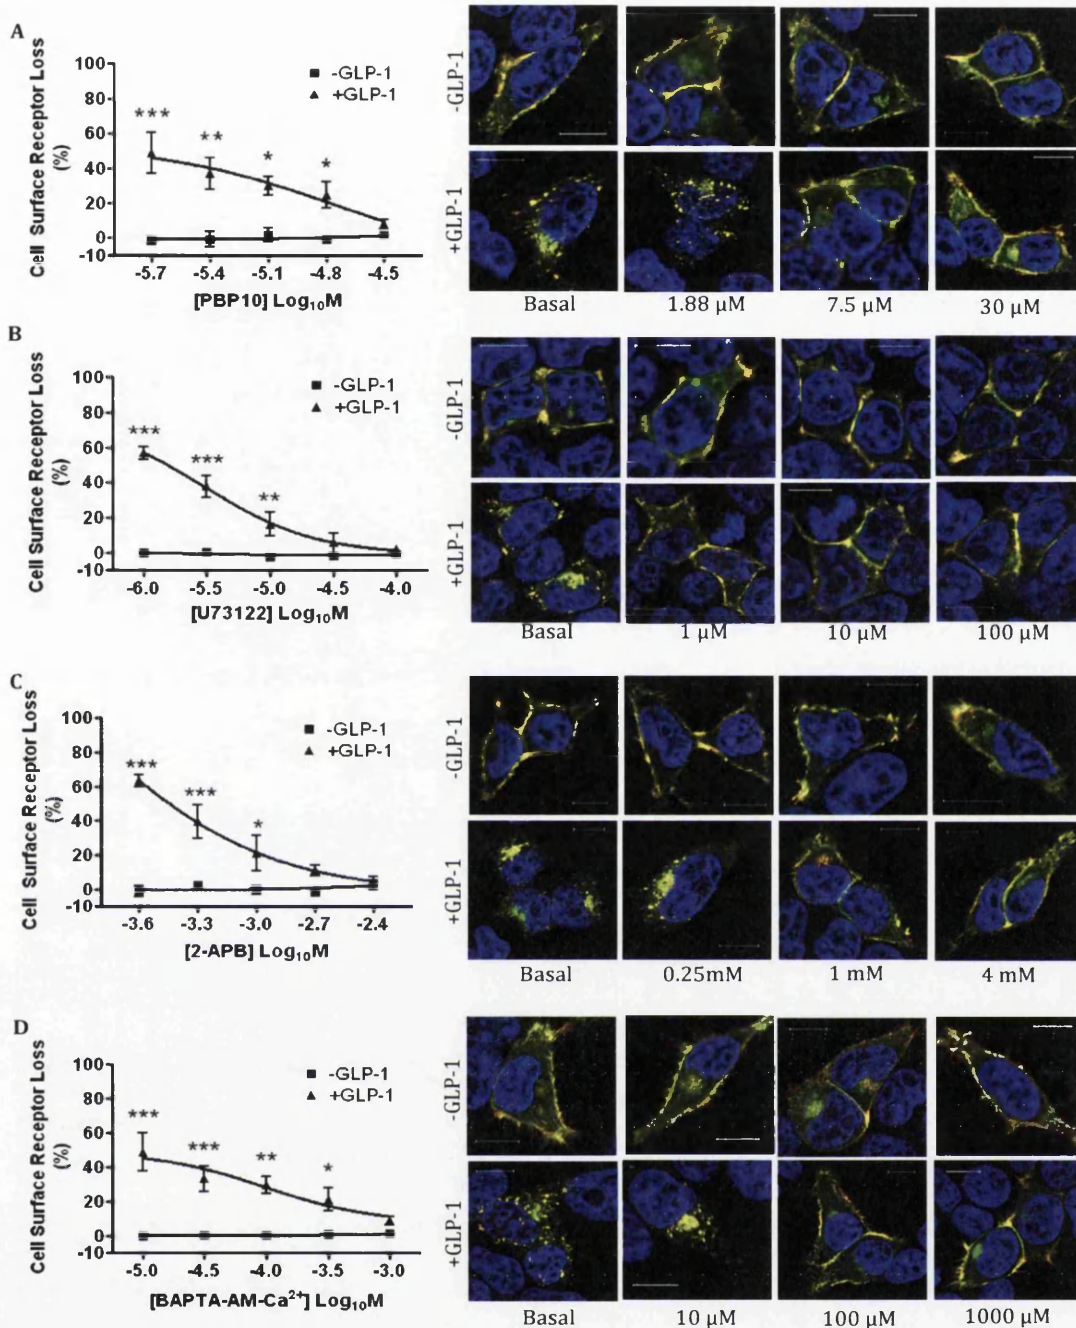 A
Cell Surface Receptor Loss
(%)
100
80
60
40
20
0
-10
*** ** * *
-GLP-1
+GLP-1
-5.7 -5.4 -5.1 -4.8 -4.5
[PBP10] Log10M
-GLP-1
+GLP-1
Basal 1.88 µM 7.5 µM 30 µM
B
Cell Surface Receptor Loss
(%)
100
80
60
40
20
0
-10
*** *** **
-GLP-1
+GLP-1
-6.0 -5.5 -5.0 -4.5 -4.0
[U73122] Log10M
-GLP-1
+GLP-1
Basal 1 µM 10 µM 100 µM
C
Cell Surface Receptor Loss
(%)
100
80
60
40
20
0
-10
*** *** *
-GLP-1
+GLP-1
-3.6 -3.3 -3.0 -2.7 -2.4
[2-APB] Log10M
-GLP-1
+GLP-1
Basal 0.25mM 1 mM 4 mM
D
Cell Surface Receptor Loss
(%)
100
80
60
40
20
0
-10
*** *** ** *
-GLP-1
+GLP-1
-5.0 -4.5 -4.0 -3.5 -3.0
[BAPTA-AM-Ca²⁺] Log10M
-GLP-1
+GLP-1
Basal 10 µM 100 µM 1000 µM